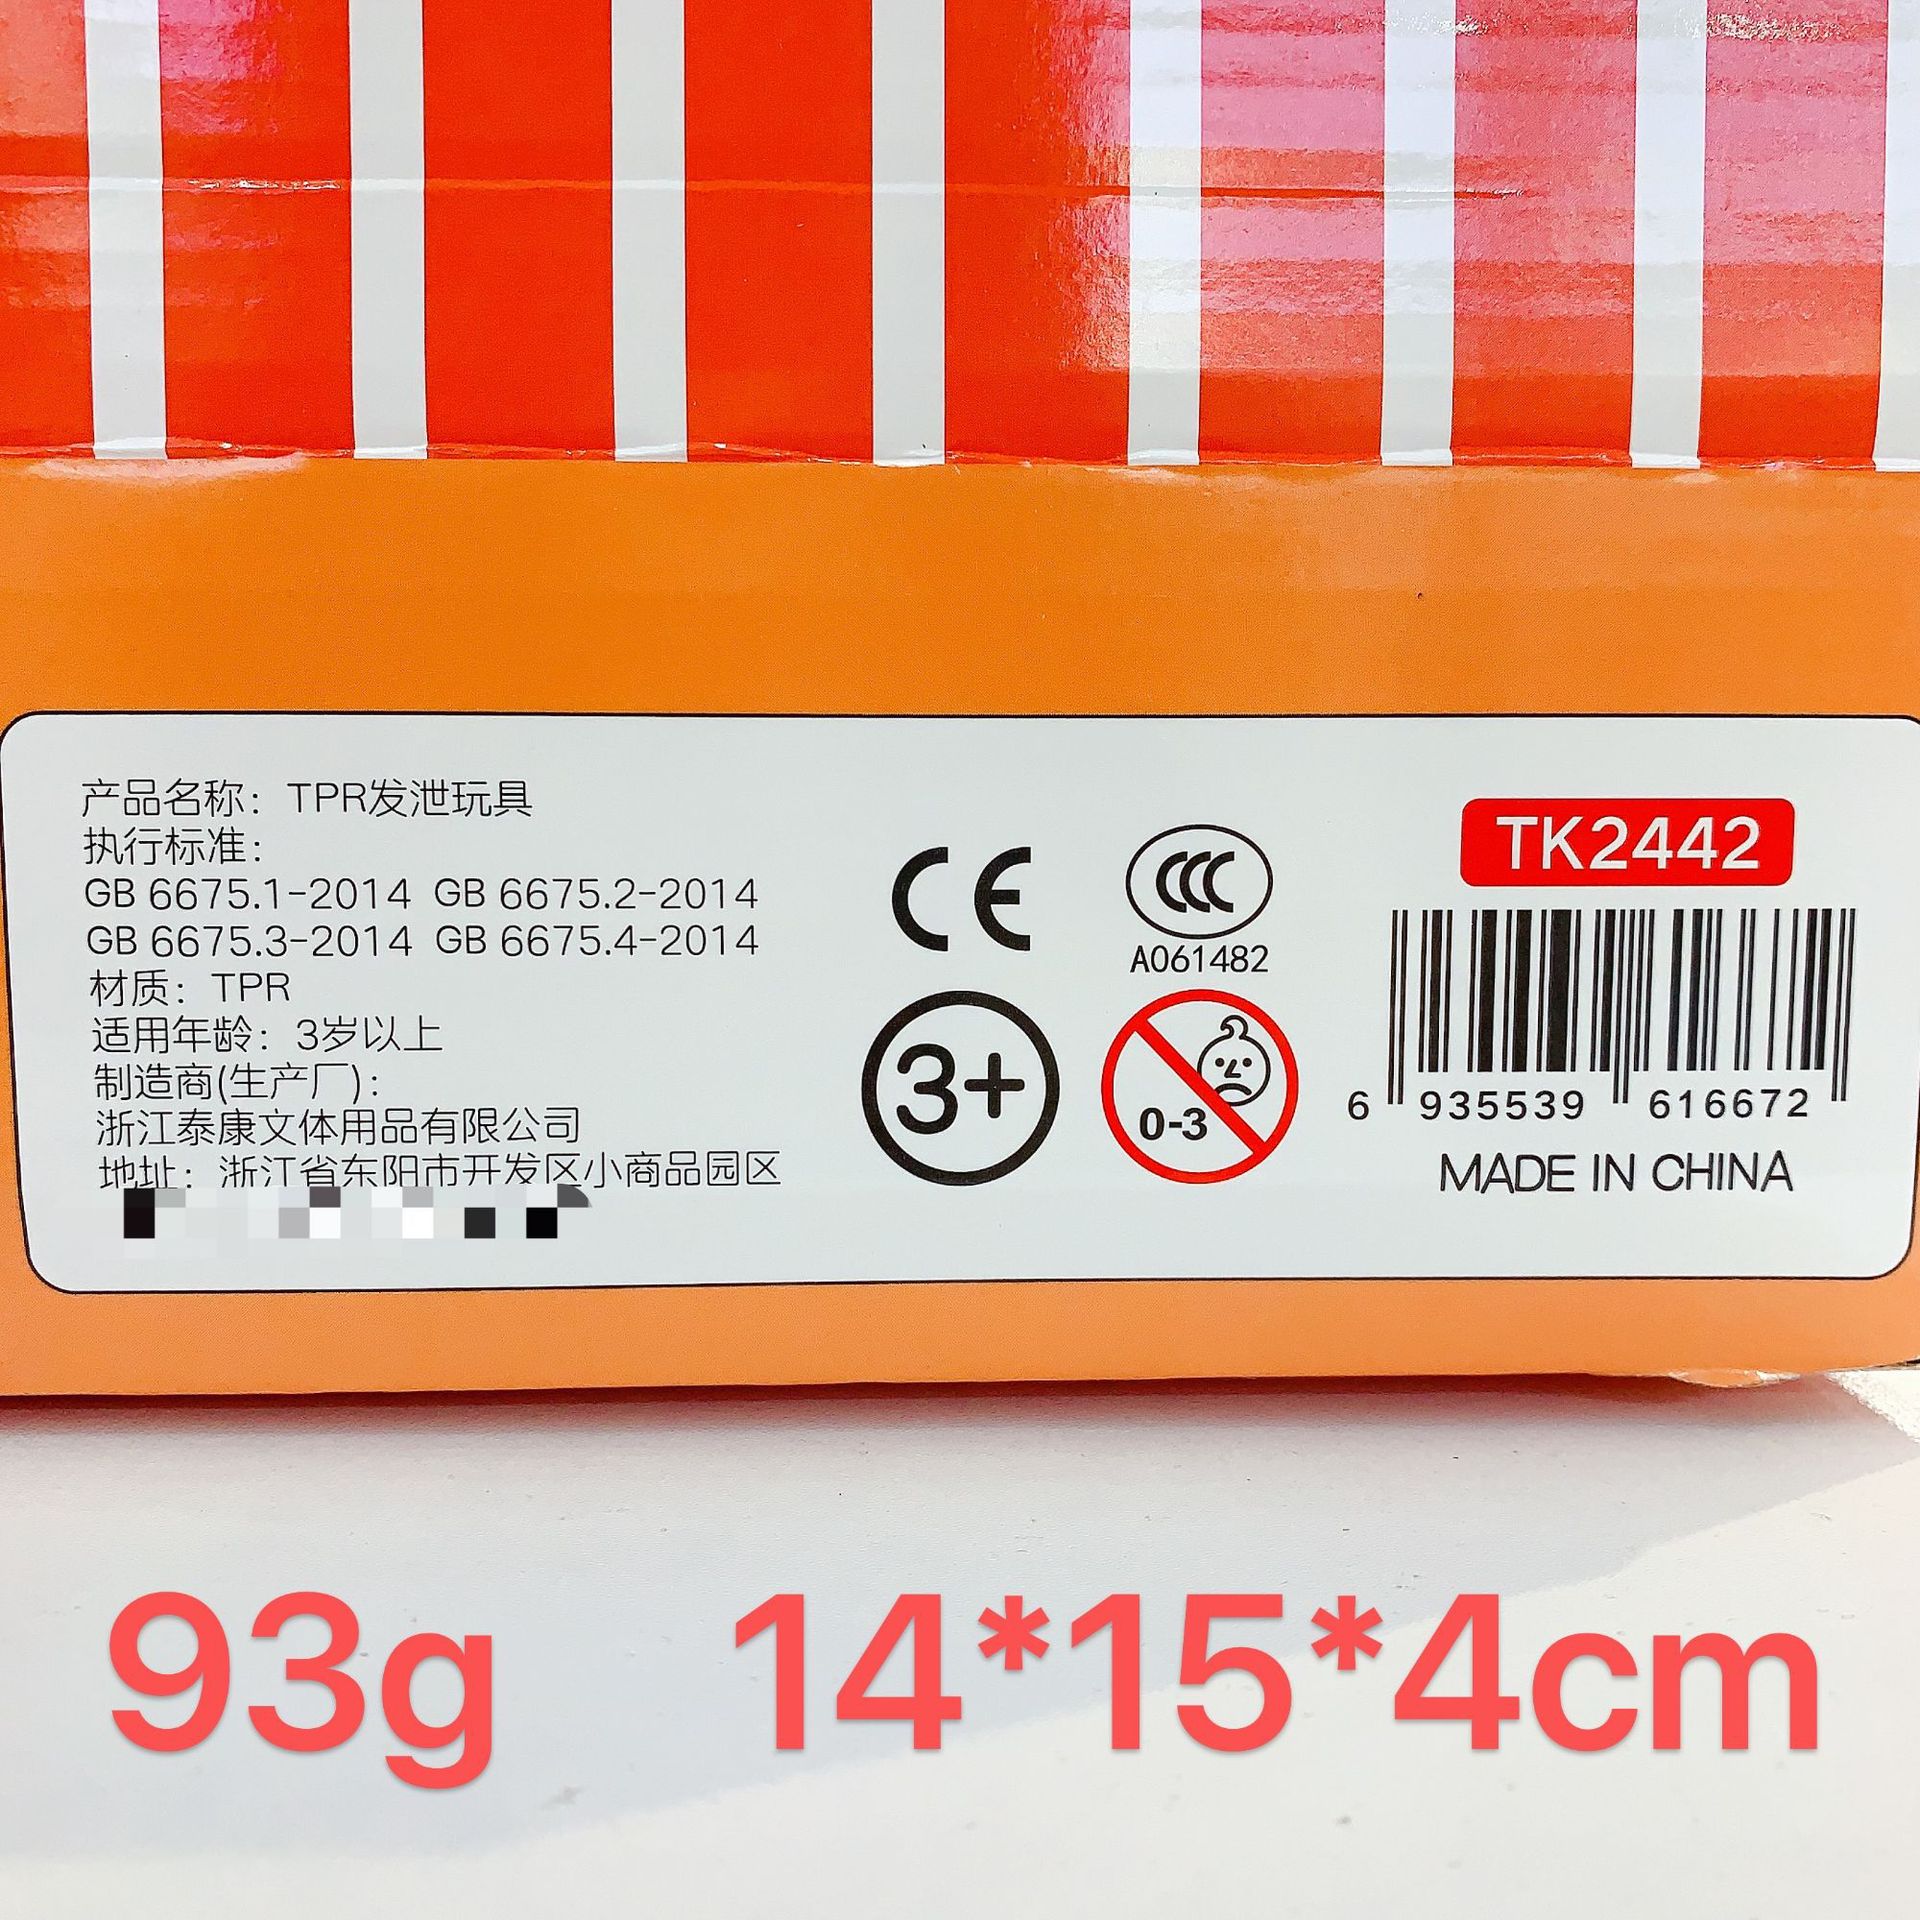 产品名称：TPR发泄玩具
执行标准：
GB 6675.1-2014 GB 6675.2-2014
GB 6675.3-2014 GB 6675.4-2014
材质：TPR
适用年龄：3岁以上
制造商(生产厂)：
浙江泰康文体用品有限公司
地址：浙江省东阳市开发区小商品园区
CE
CCC
A061482
3+
0-3
TK2442
6 935539 616672
MADE IN CHINA
93g 14*15*4cm